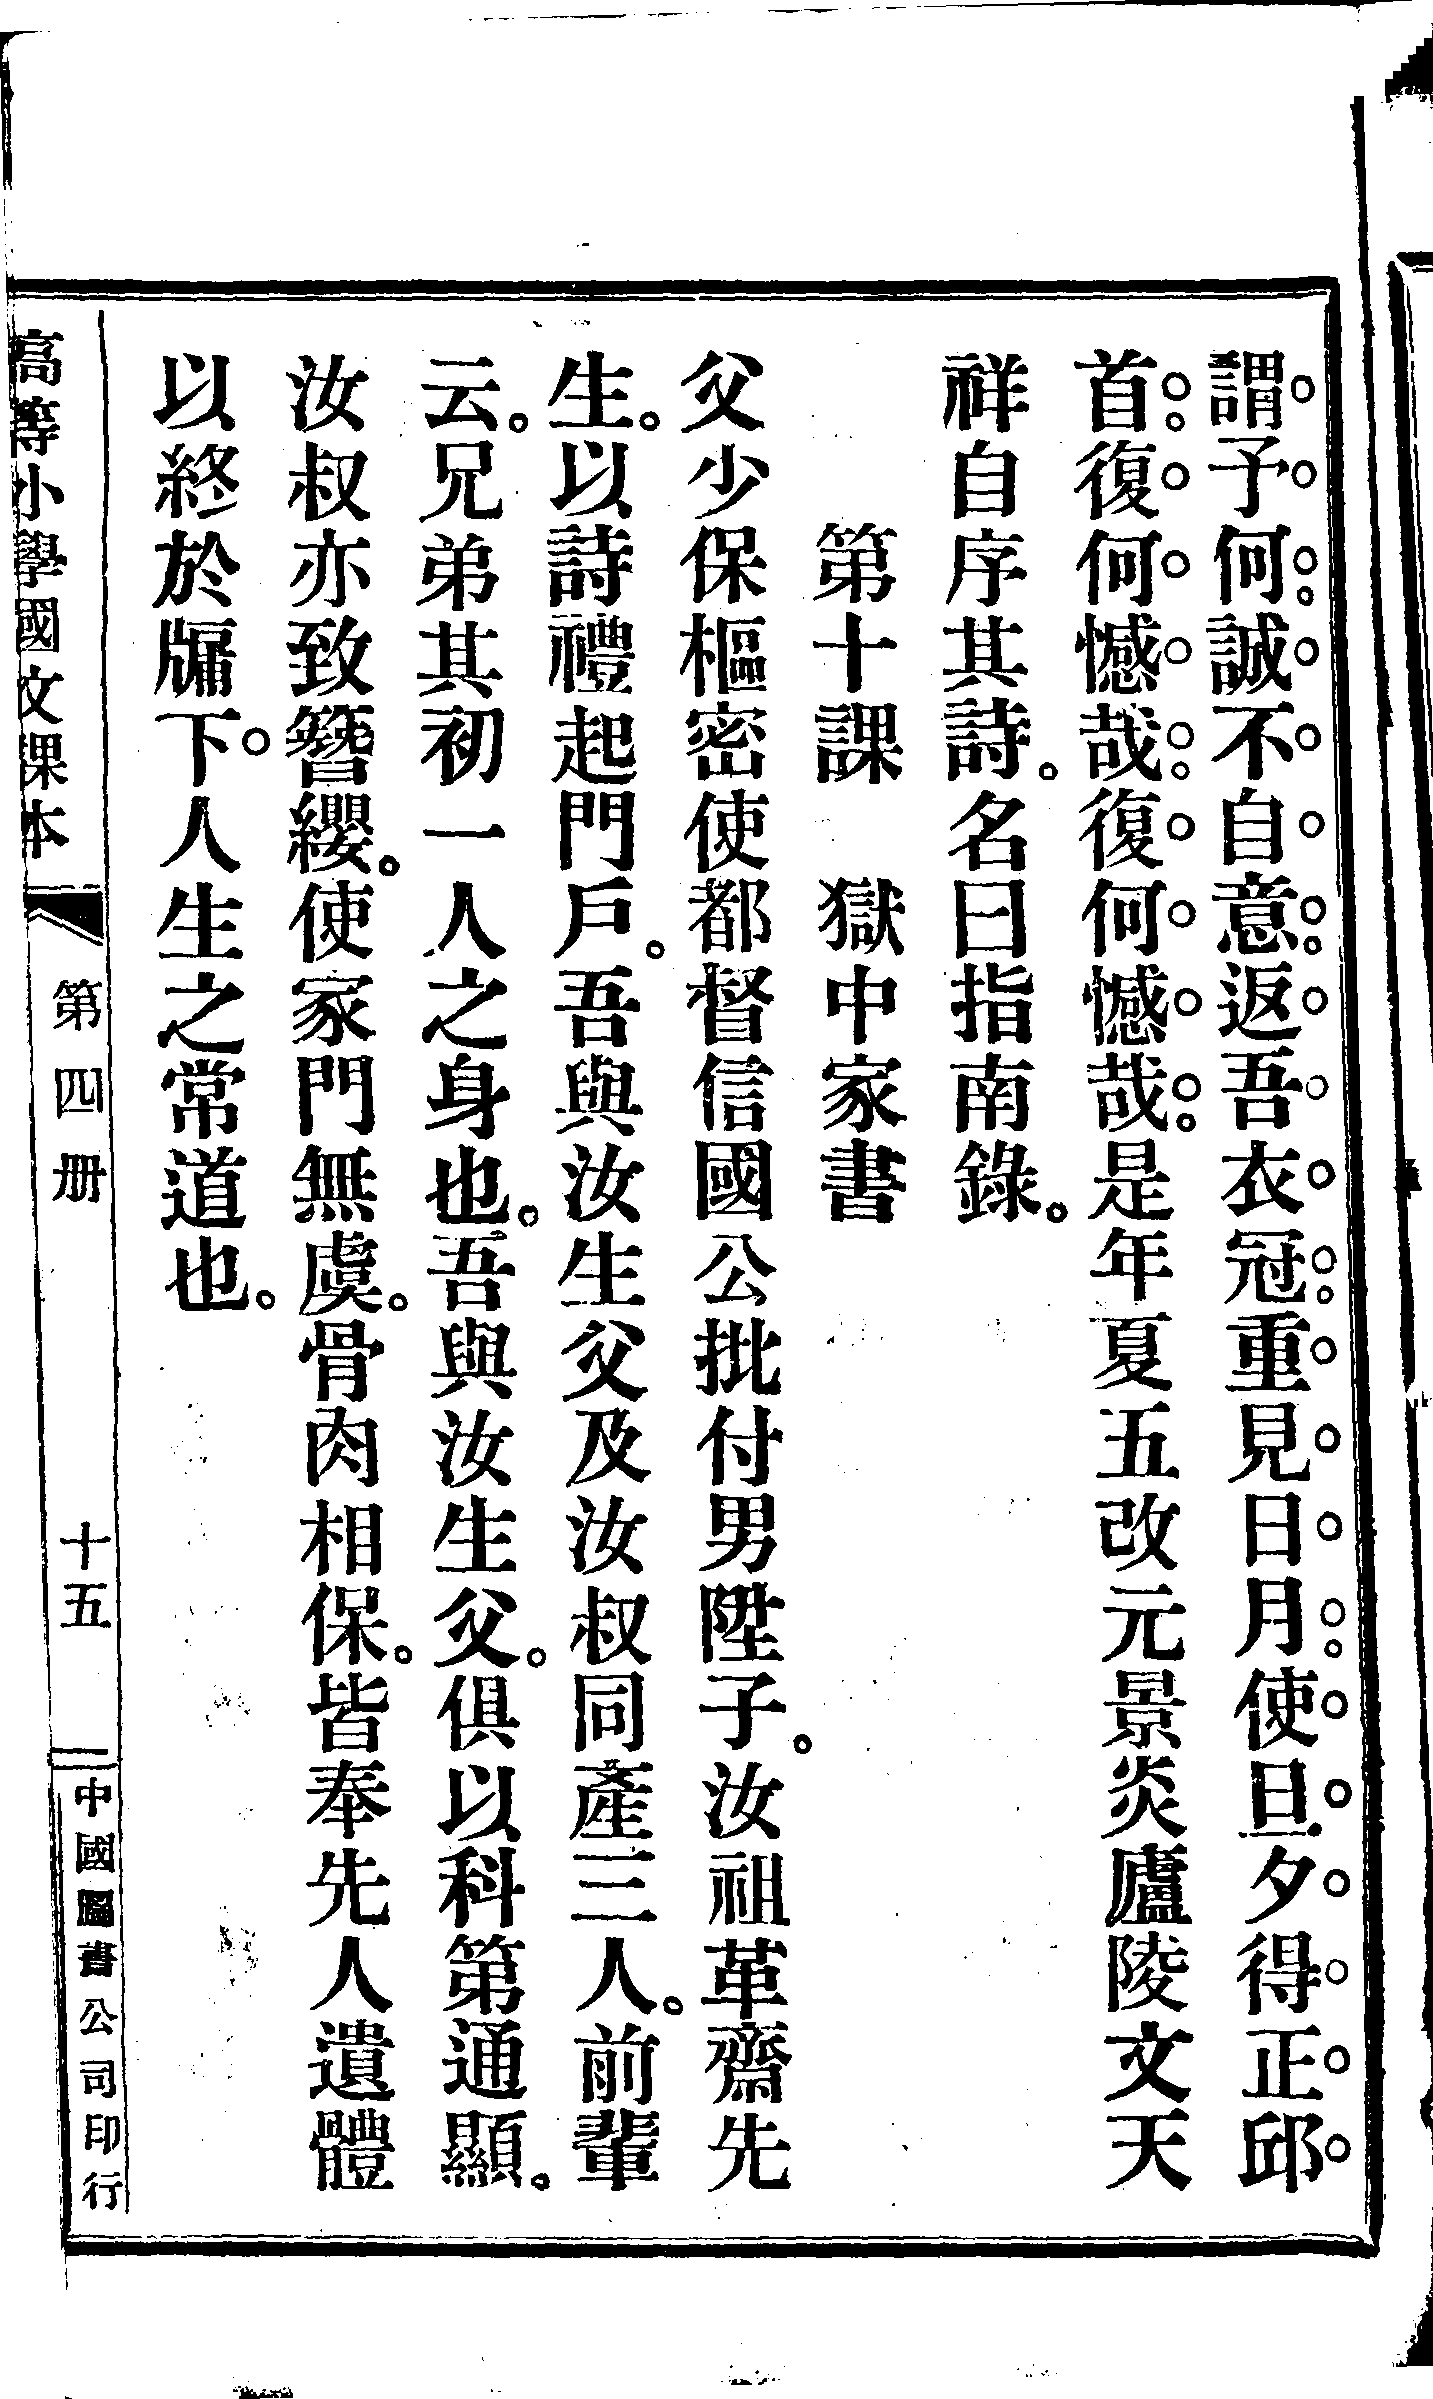 謂予何誠不自意返吾衣冠重見日月使旦夕得正邱
首復何憾哉復何憾哉是年夏五改元景炎廬陵文天
祥自序其詩。名曰指南錄。
第十課　獄中家書
父少保樞密使都督信國公批付男陞子。汝祖革齋先
生。以詩禮起門戶。吾與汝生父及汝叔同產三人。前輩
云。兄弟其初一人之身也。吾與汝生父。俱以科第通顯。
汝叔亦致簪纓。使家門無虞。骨肉相保。皆奉先人遺體
以終於牖下。人生之常道也。
高等小學國文課本　第四册　十五　中國圖書公司印行